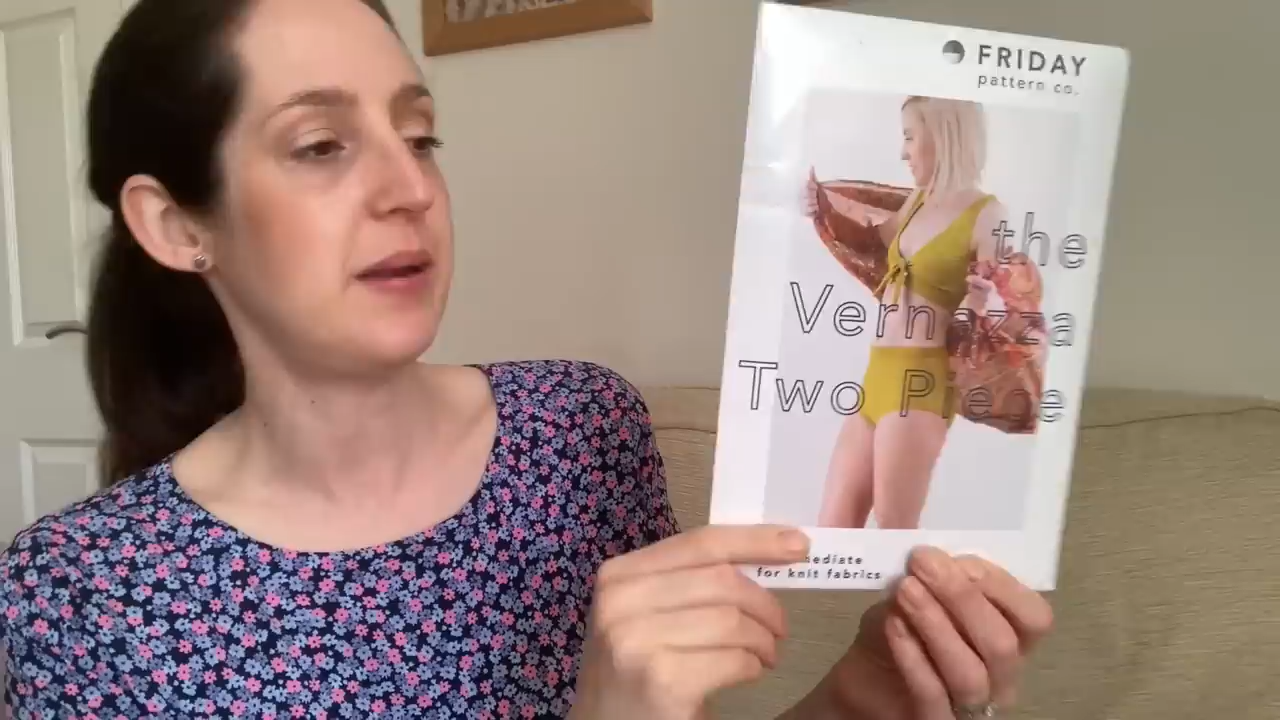 FRIDAY
pattern co.
the
Vernazza
Two Piece
for knit fabrics